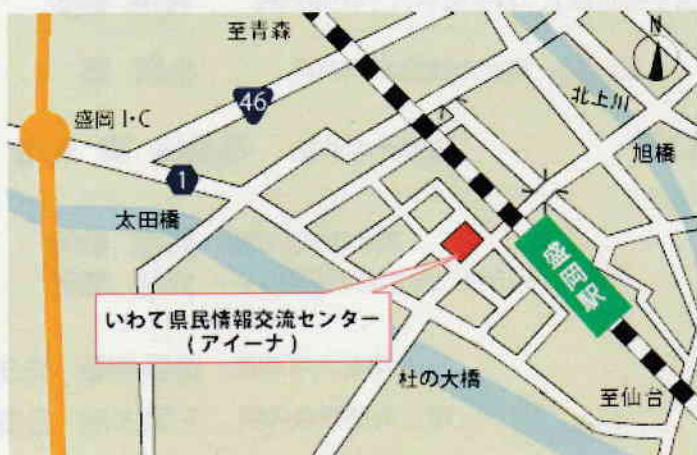 至青森
N
46
北上川
盛岡I・C
旭橋
1
太田橋
盛岡駅
いわて県民情報交流センター
(アイーナ)
杜の大橋
至仙台